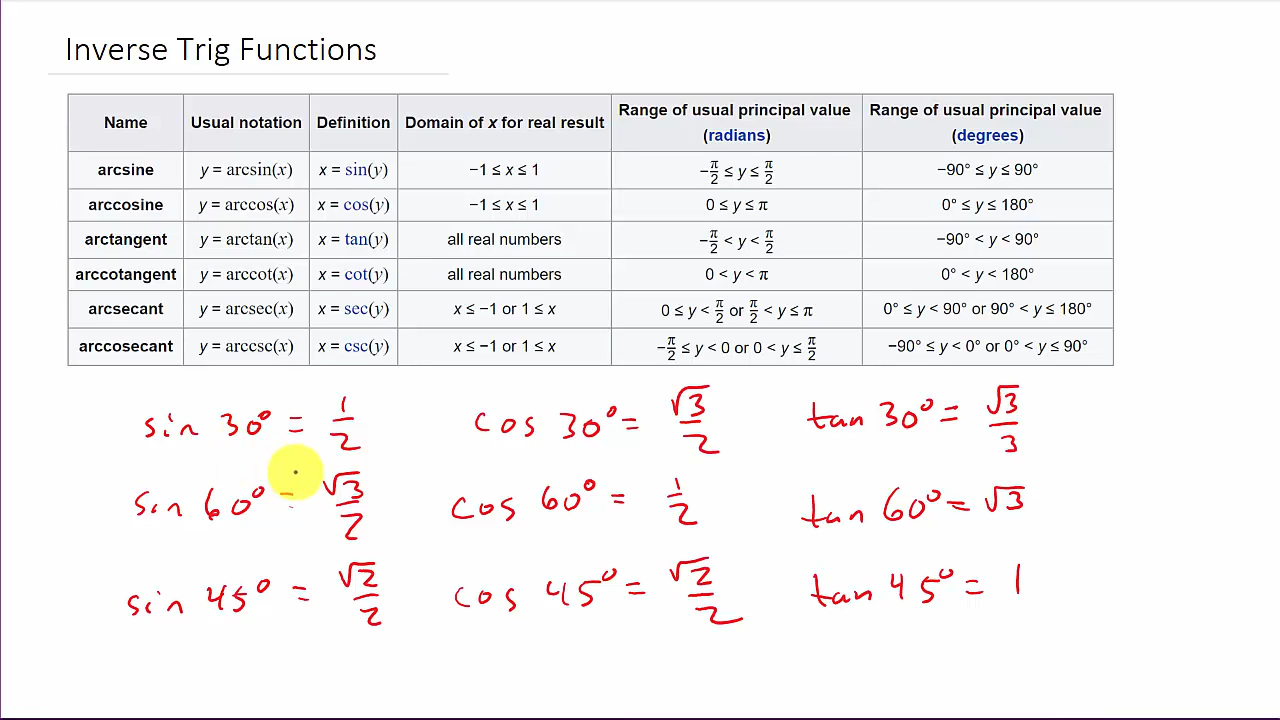 Inverse Trig Functions
Name Usual notation Definition Domain of x for real result Range of usual principal value (radians) Range of usual principal value (degrees)
arcsine y = arcsin(x) x = sin(y) −1 ≤ x ≤ 1 −π/2 ≤ y ≤ π/2 −90° ≤ y ≤ 90°
arccosine y = arccos(x) x = cos(y) −1 ≤ x ≤ 1 0 ≤ y ≤ π 0° ≤ y ≤ 180°
arctangent y = arctan(x) x = tan(y) all real numbers −π/2 < y < π/2 −90° < y < 90°
arccotangent y = arccot(x) x = cot(y) all real numbers 0 < y < π 0° < y < 180°
arcsecant y = arcsec(x) x = sec(y) x ≤ −1 or 1 ≤ x 0 ≤ y < π/2 or π/2 < y ≤ π 0° ≤ y < 90° or 90° < y ≤ 180°
arccosecant y = arccsc(x) x = csc(y) x ≤ −1 or 1 ≤ x −π/2 ≤ y < 0 or 0 < y ≤ π/2 −90° ≤ y < 0° or 0° < y ≤ 90°
sin 30° = 1/2 cos 30° = √3/2 tan 30° = √3/3
sin 60° = √3/2 cos 60° = 1/2 tan 60° = √3
sin 45° = √2/2 cos 45° = √2/2 tan 45° = 1